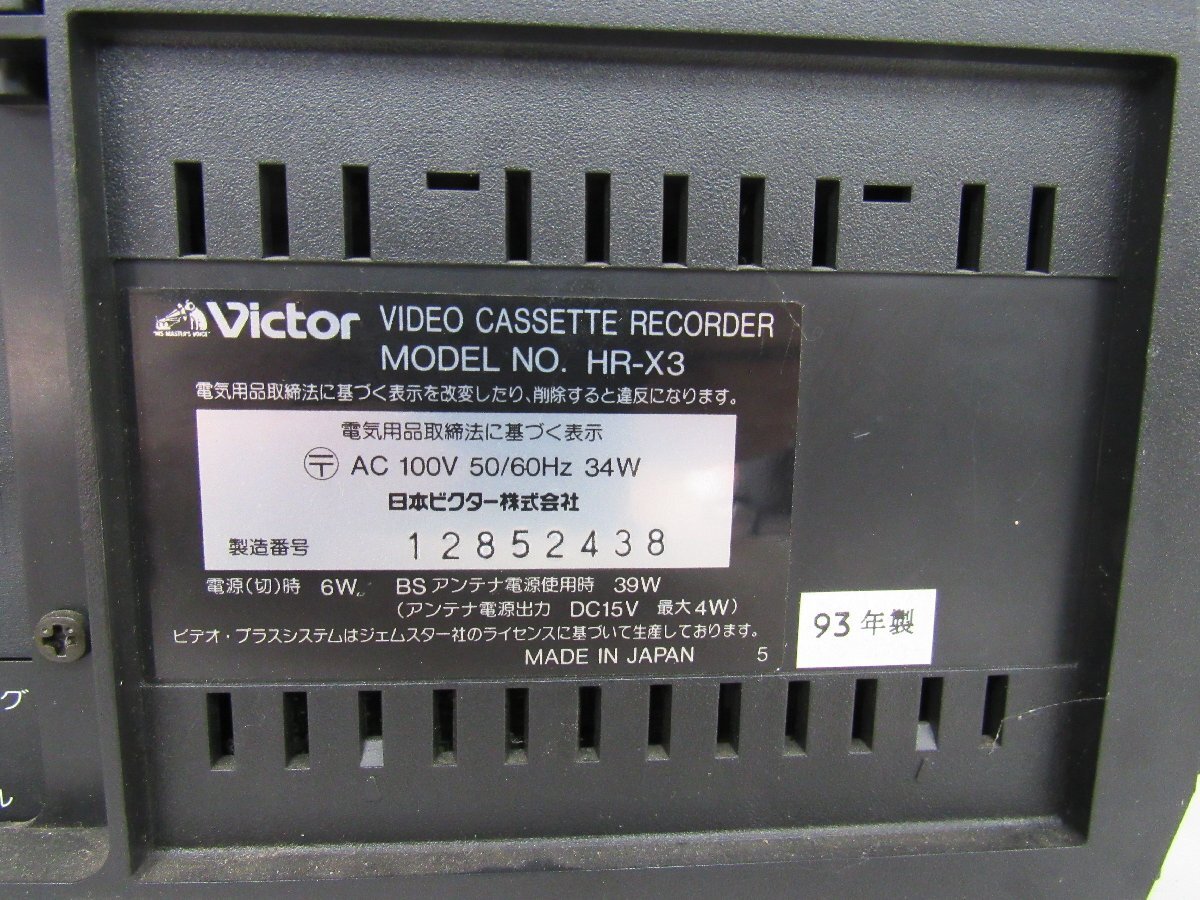 Victor VIDEO CASSETTE RECORDER
"HIS MASTER'S VOICE"
MODEL NO. HR-X3
電気用品取締法に基づく表示を改変したり、削除すると違反になります。
電気用品取締法に基づく表示
〒 AC 100V 50/60Hz 34W
日本ビクター株式会社
製造番号 12852438
電源(切)時 6W BSアンテナ電源使用時 39W
(アンテナ電源出力 DC15V 最大4W)
ビデオ・プラスシステムはジェムスター社のライセンスに基づいて生産しております。
MADE IN JAPAN 5
93年製
グ
ル